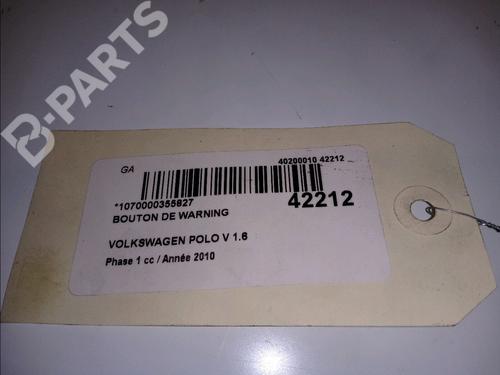 B-PARTS
GA
40200010 42212
*1070000355827
42212
BOUTON DE WARNING
VOLKSWAGEN POLO V 1.6
Phase 1 cc / Année 2010